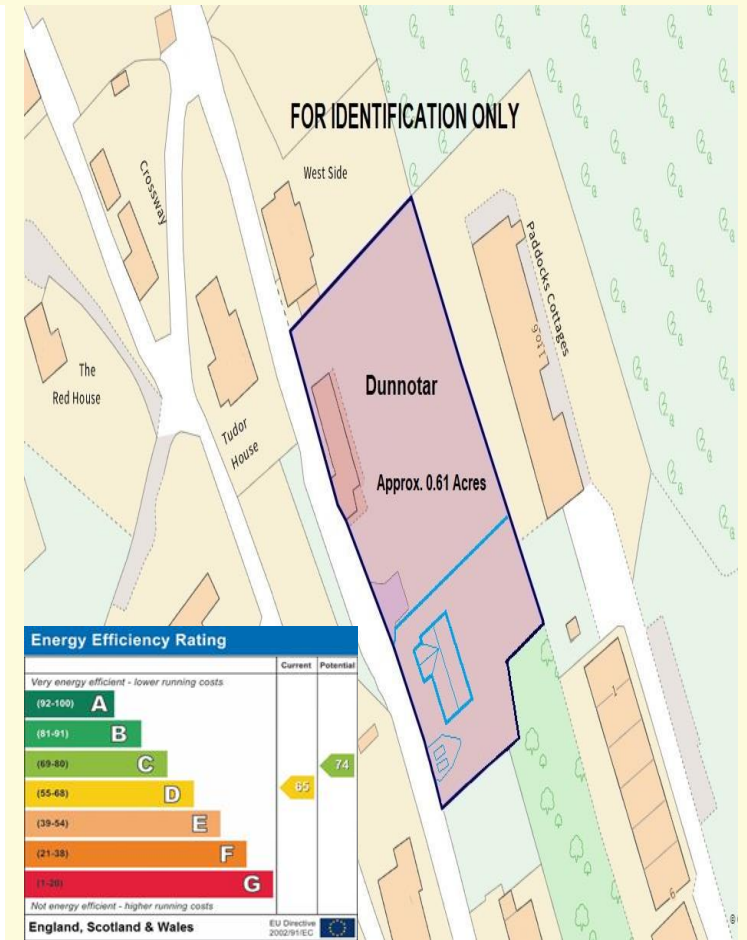 FOR IDENTIFICATION ONLY
West Side
Crossway
Paddocks Cottages
The
Red House
Tudor
House
Dunnotar
Approx. 0.61 Acres
1
6
Energy Efficiency Rating
Current Potential
Very energy efficient - lower running costs
(92-100) A
(81-91) B
(69-80) C 74
(55-68) D 65
(39-54) E
(21-38) F
(1-20) G
Not energy efficient - higher running costs
England, Scotland & Wales
EU Directive
2002/91/EC